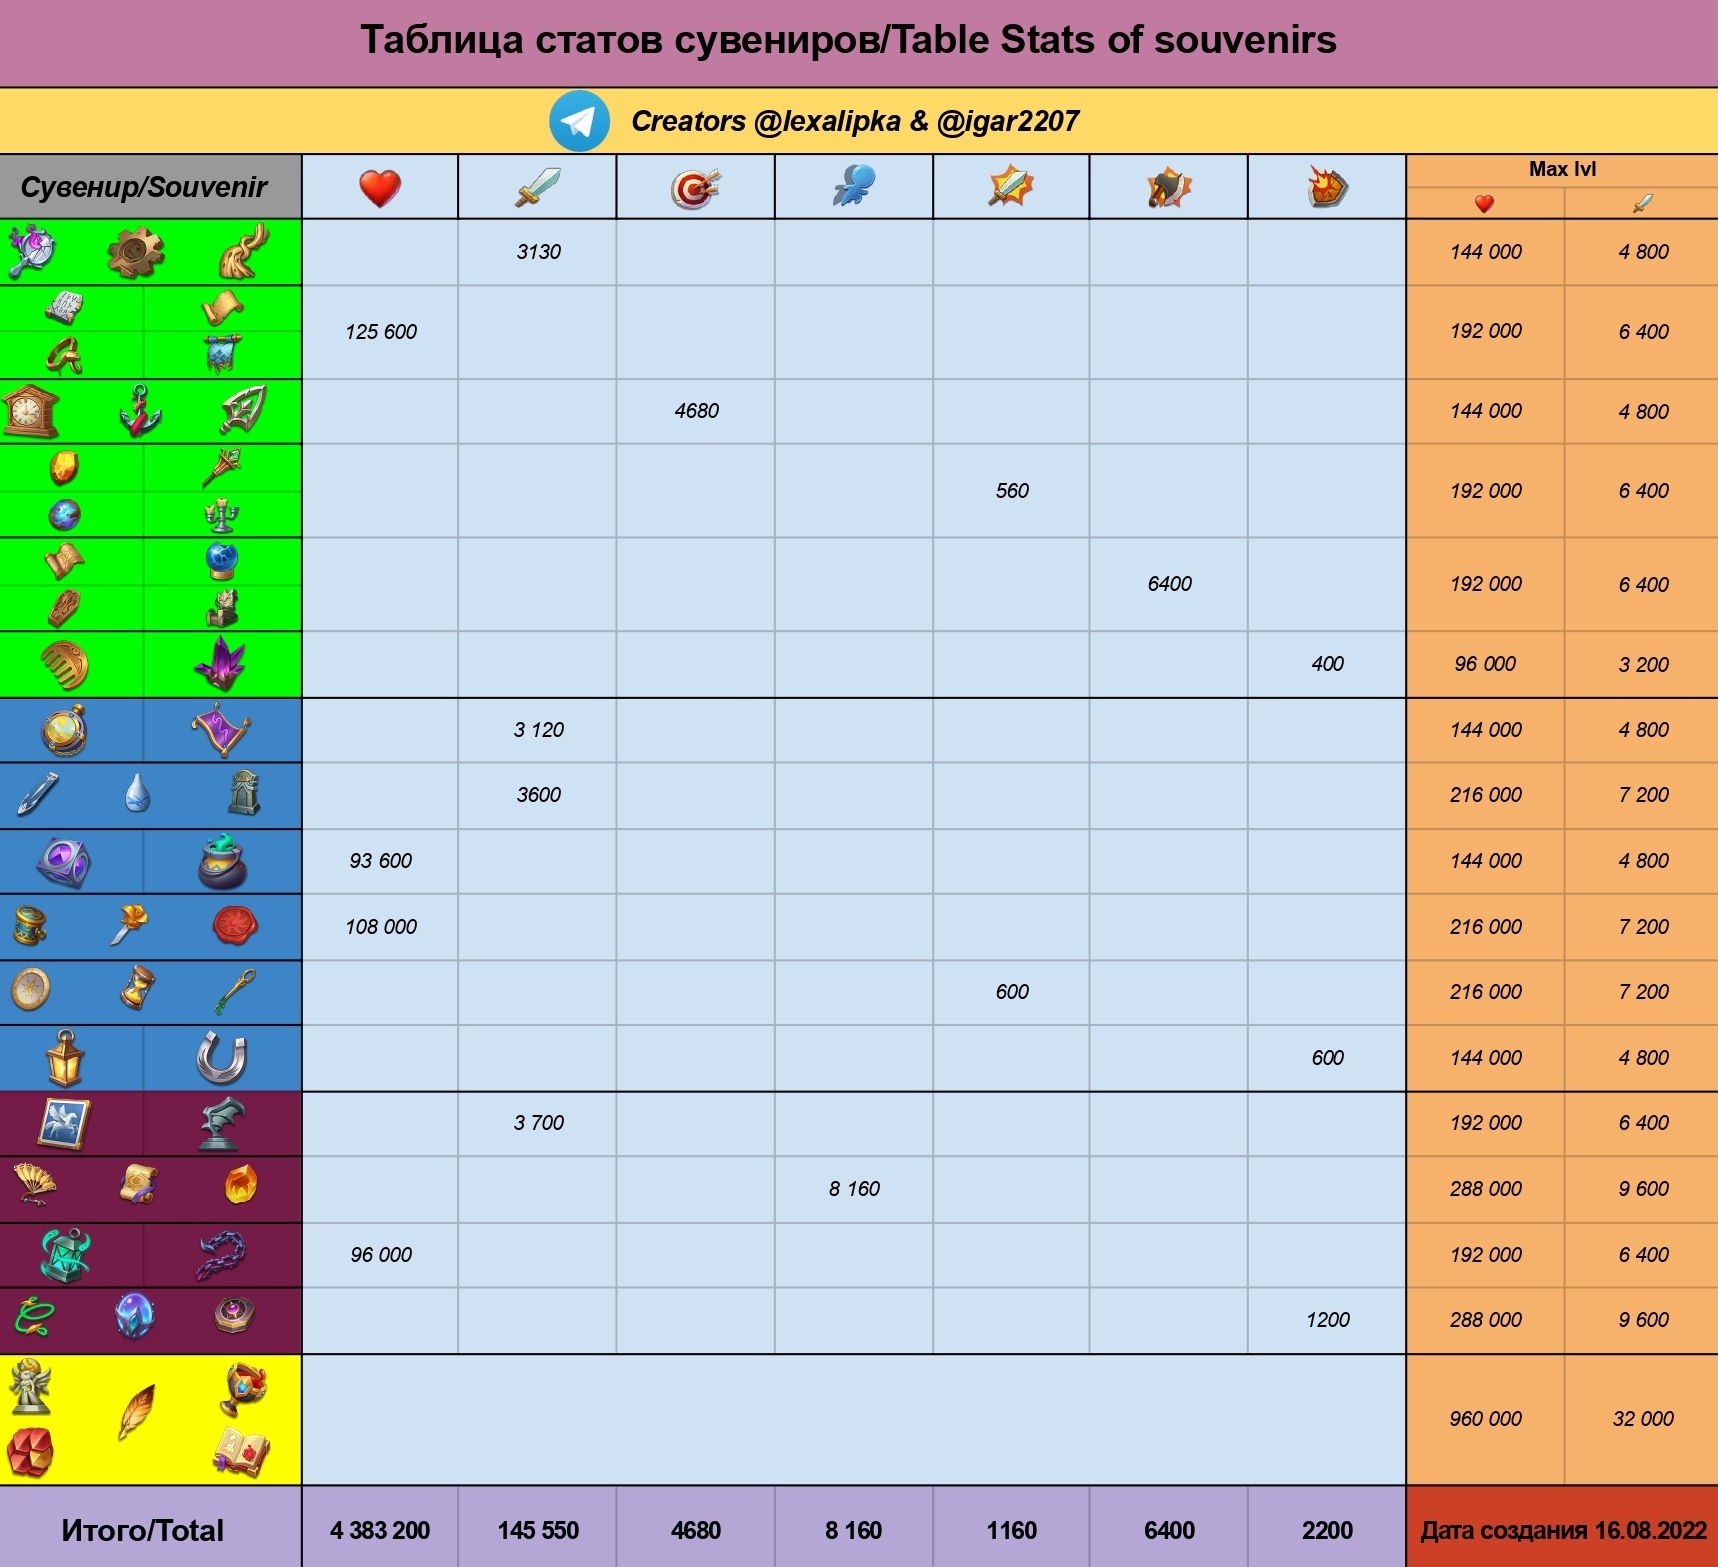 Таблица статов сувениров/Table Stats of souvenirs
Creators @lexalipka & @igar2207
Сувенир/Souvenir
Max lvl
3130 144 000 4 800
125 600 192 000 6 400
4680 144 000 4 800
560 192 000 6 400
6400 192 000 6 400
400 96 000 3 200
3 120 144 000 4 800
3600 216 000 7 200
93 600 144 000 4 800
108 000 216 000 7 200
600 216 000 7 200
600 144 000 4 800
3 700 192 000 6 400
8 160 288 000 9 600
96 000 192 000 6 400
1200 288 000 9 600
960 000 32 000
Итого/Total 4 383 200 145 550 4680 8 160 1160 6400 2200 Дата создания 16.08.2022